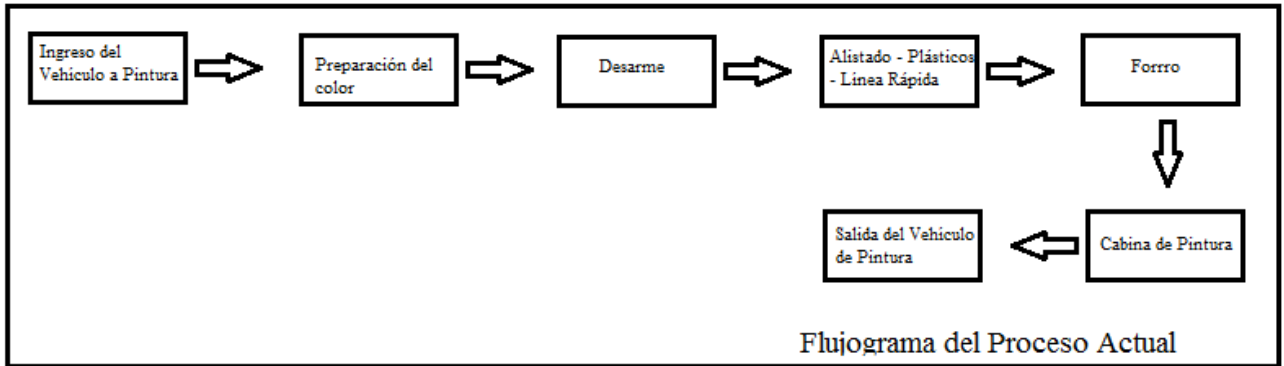 Ingreso del
Vehiculo a Pintura
Preparación del
color
Desarme
Alistado - Plásticos
- Linea Rápida
Forrro
Cabina de Pintura
Salida del Vehiculo
de Pintura
Flujograma del Proceso Actual